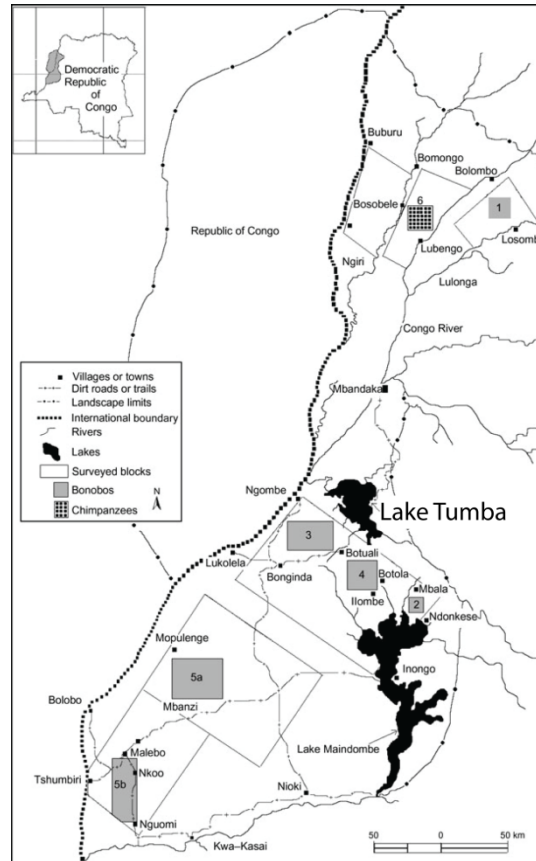 Democratic
Republic
of
Congo
Buburu
Bomongo
Bolombo
6
Bosobele
1
Republic of Congo
Losomb
Lubengo
Ngiri
Lulonga
Congo River
Villages or towns
Dirt roads or trails
Landscape limits
International boundary
Rivers
Lakes
Surveyed blocks
Bonobos
N
Chimpanzees
Mbandaka
Ngombe
Lake Tumba
3
Lukolela
Botuali
Bonginda
4
Botola
Mbala
2
Ilombe
Ndonkese
Mopulenge
5a
Inongo
Mbanzi
Bolobo
Lake Maindombe
Malebo
Tshumbiri
Nkoo
5b
Nioki
Nguomi
Kwa–Kasai
50 0 50 km